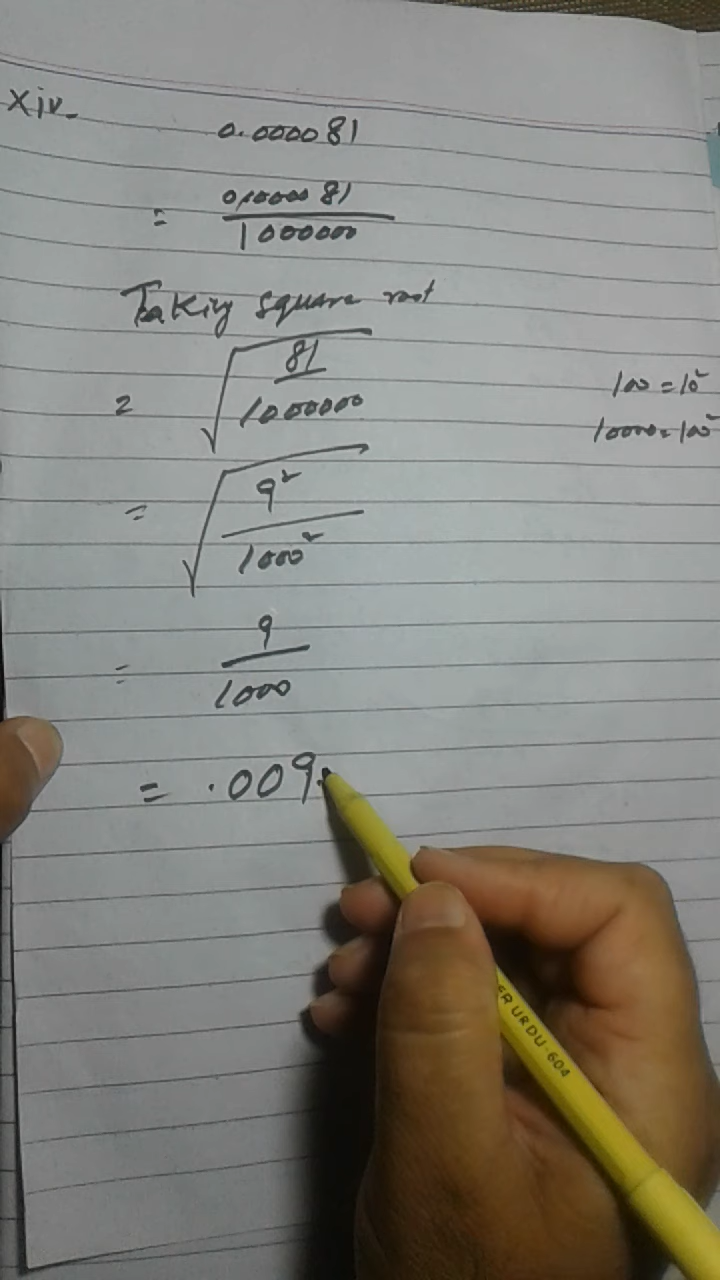 xiv.
0.000081
= 0.000081
1000000
Taking square root
= √81
1000000
100 = 10²
10000 = 100²
= √9²
1000²
= 9
1000
= .009.
ER URDU-604